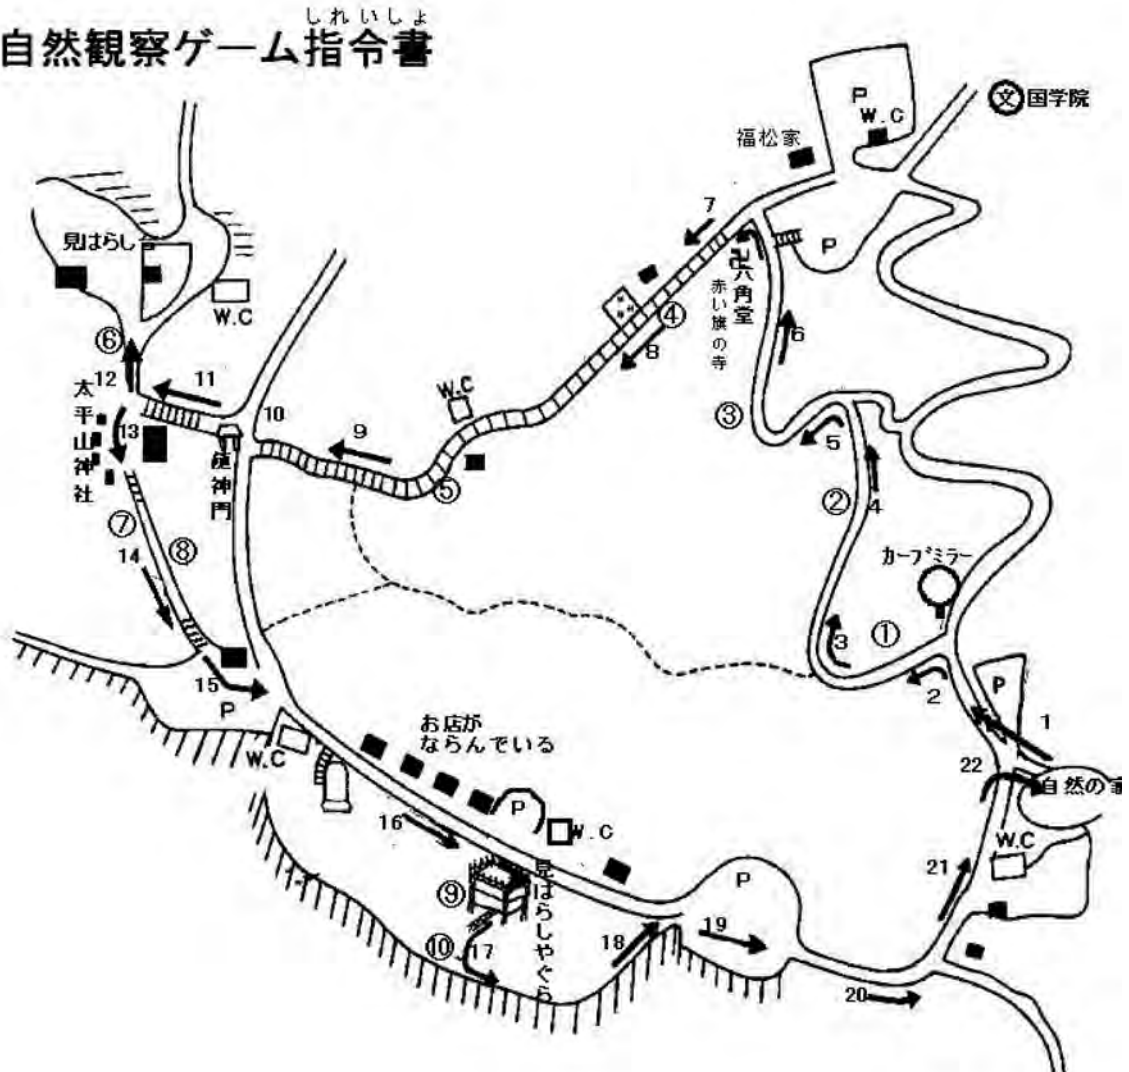 しれいしょ
自然観察ゲーム指令書
文 国学院
P
W.C
福松家
7
P
卍六角堂
赤い旗の寺
見はらし台
W.C
④
8
6
⑥
12
11
太平山神社
13
10
W.C
9
③
5
隨神門
⑤
②
4
⑦
⑧
14
カーブミラー
3
①
2
15
P
P
1
お店が
ならんでいる
W.C
22
自然の家
P
16
W.C
W.C
⑨
見はらしやぐら
P
21
⑩
17
18
19
20